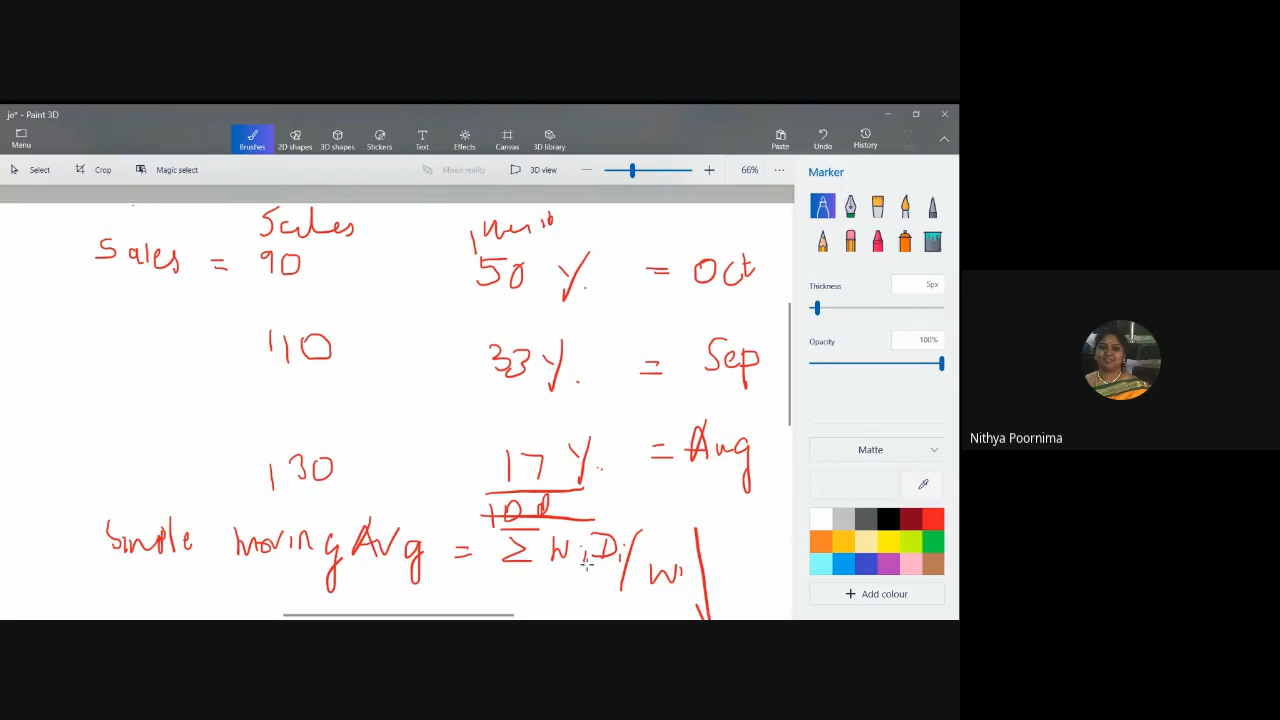 je* - Paint 3D
Menu
Brushes 2D shapes 3D shapes Stickers Text Effects Canvas 3D library Paste Undo History
Select Crop Magic select Mixed reality 3D view 66%
Marker
Thickness 5px
Opacity 100%
Matte
Add colour
Sales
Sales = 90 50 %. = Oct
110 33 %. = Sep
130 17 %. = Aug
100
Simple moving Avg = Σ WiDi/Wi
Nithya Poornima